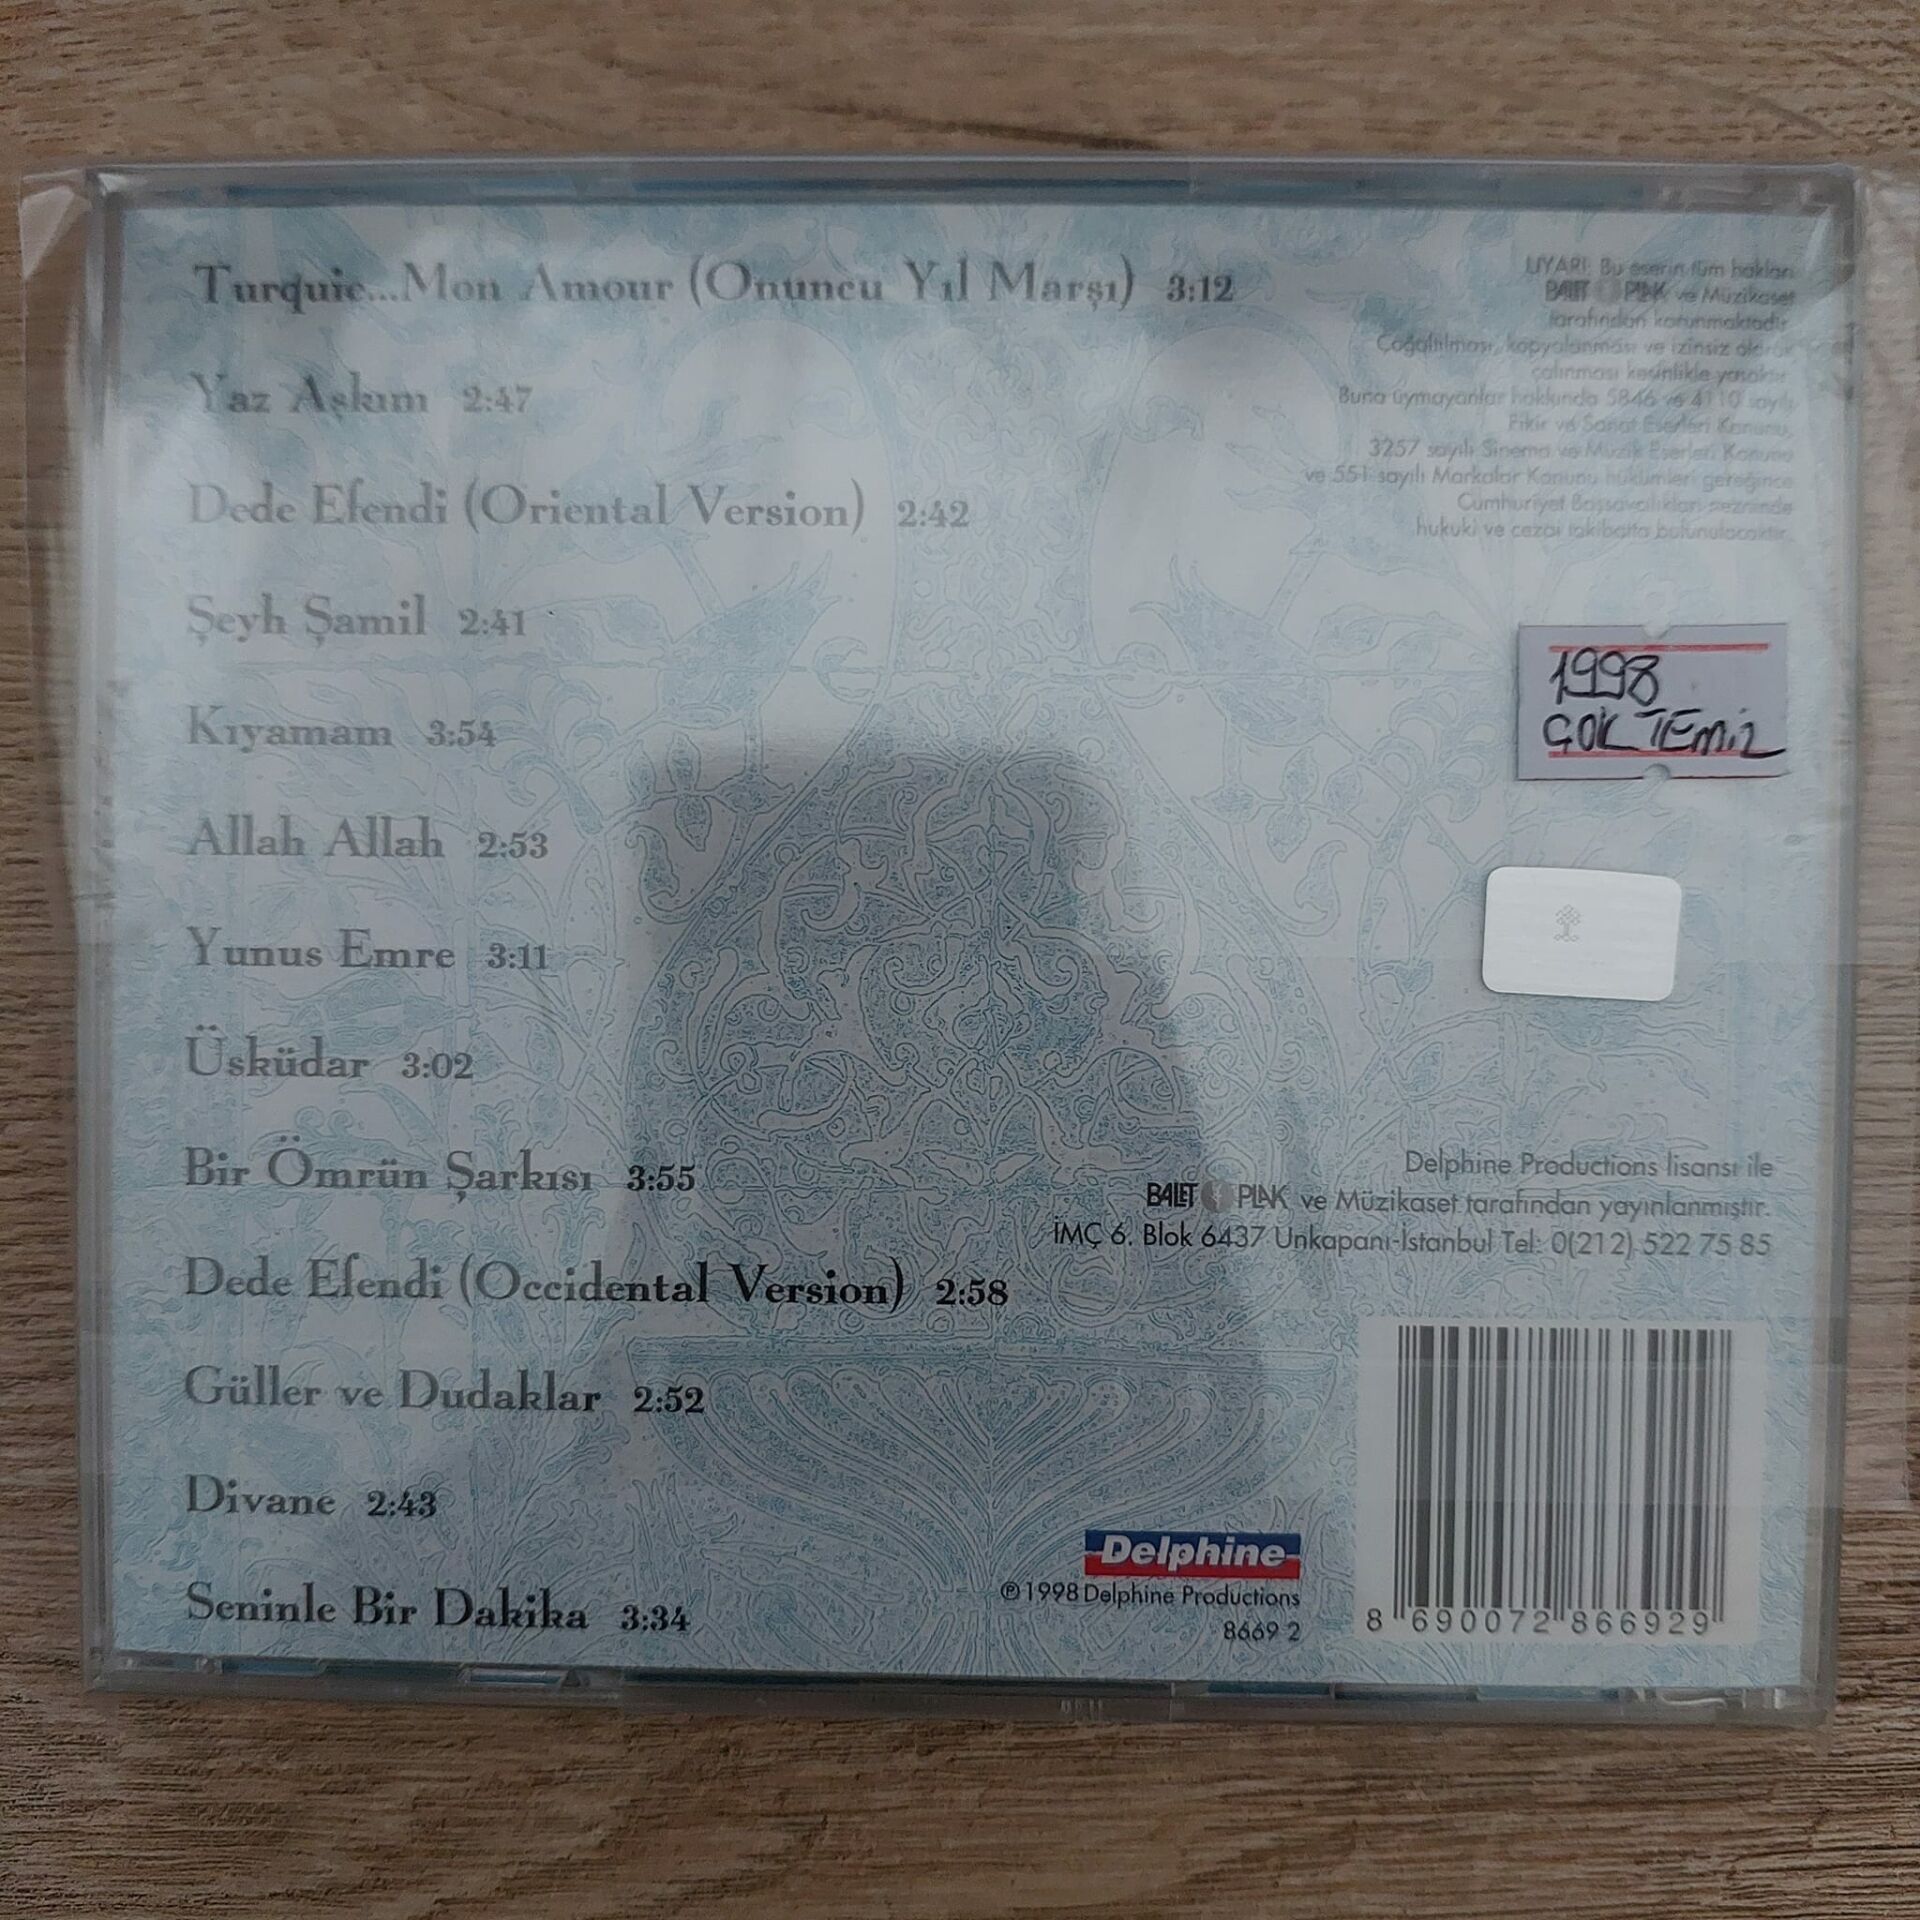 Turquie...Mon Amour (Onuncu Yıl Marşı) 3:12
Yaz Aşkım 2:47
Dede Efendi (Oriental Version) 2:42
Şeyh Şamil 2:41
Kıyamam 3:54
Allah Allah 2:53
Yunus Emre 3:11
Üsküdar 3:02
Bir Ömrün Şarkısı 3:55
Dede Efendi (Occidental Version) 2:58
Güller ve Dudaklar 2:52
Divane 2:43
Seninle Bir Dakika 3:34
UYARI: Bu eserin tüm hakları
BALET PLAK ve Müzikaset
tarafından korunmaktadır.
Çoğaltılması, kopyalanması ve izinsiz olarak
çalınması kesinlikle yasaktır.
Buna uymayanlar hakkında 5846 ve 4110 sayılı
Fikir ve Sanat Eserleri Kanunu,
3257 sayılı Sinema ve Müzik Eserleri Kanunu
ve 551 sayılı Markalar Kanunu hükümleri gereğince
Cumhuriyet Başsavcılıkları nezninde
hukuki ve cezai takibatta bulunulacaktır.
1998
ÇOK TEMİZ
Delphine Productions lisansı ile
BALET PLAK ve Müzikaset tarafından yayınlanmıştır.
İMÇ 6. Blok 6437 Unkapanı-İstanbul Tel: 0(212) 522 75 85
Delphine
℗1998 Delphine Productions
8669 2
8 690072 866929